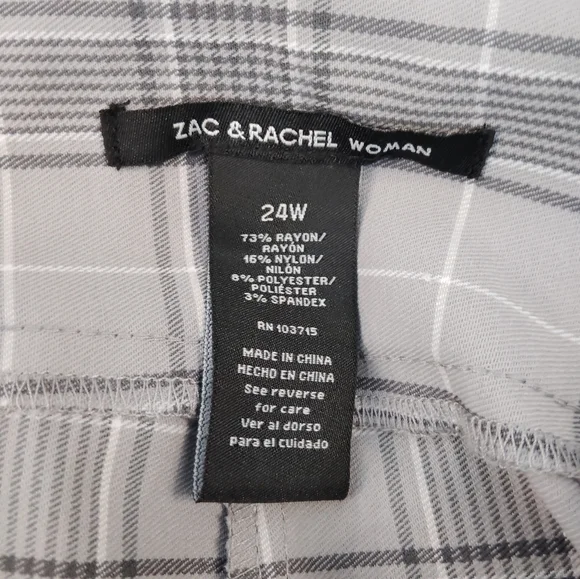 ZAC & RACHEL WOMAN
24W
73% RAYON/
RAYÓN
16% NYLON/
NILÓN
8% POLYESTER/
POLIÉSTER
3% SPANDEX
RN 103715
MADE IN CHINA
HECHO EN CHINA
See reverse
for care
Ver al dorso
para el cuidado